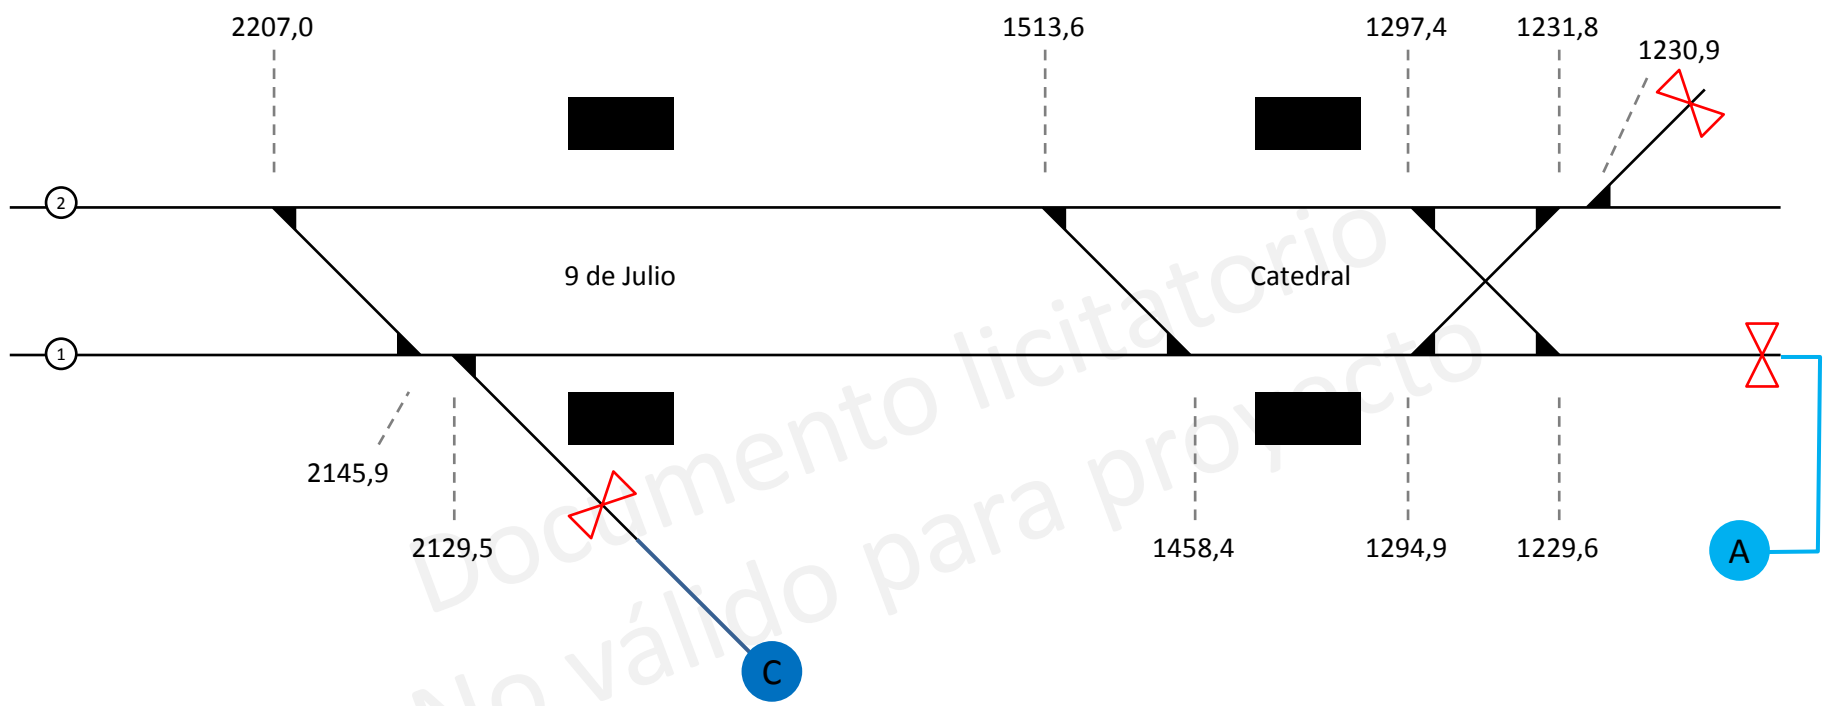 2207,0
1513,6
1297,4
1231,8
1230,9
2
9 de Julio
Catedral
1
2145,9
2129,5
1458,4
1294,9
1229,6
A
C
Documento licitatorio
No válido para proyecto